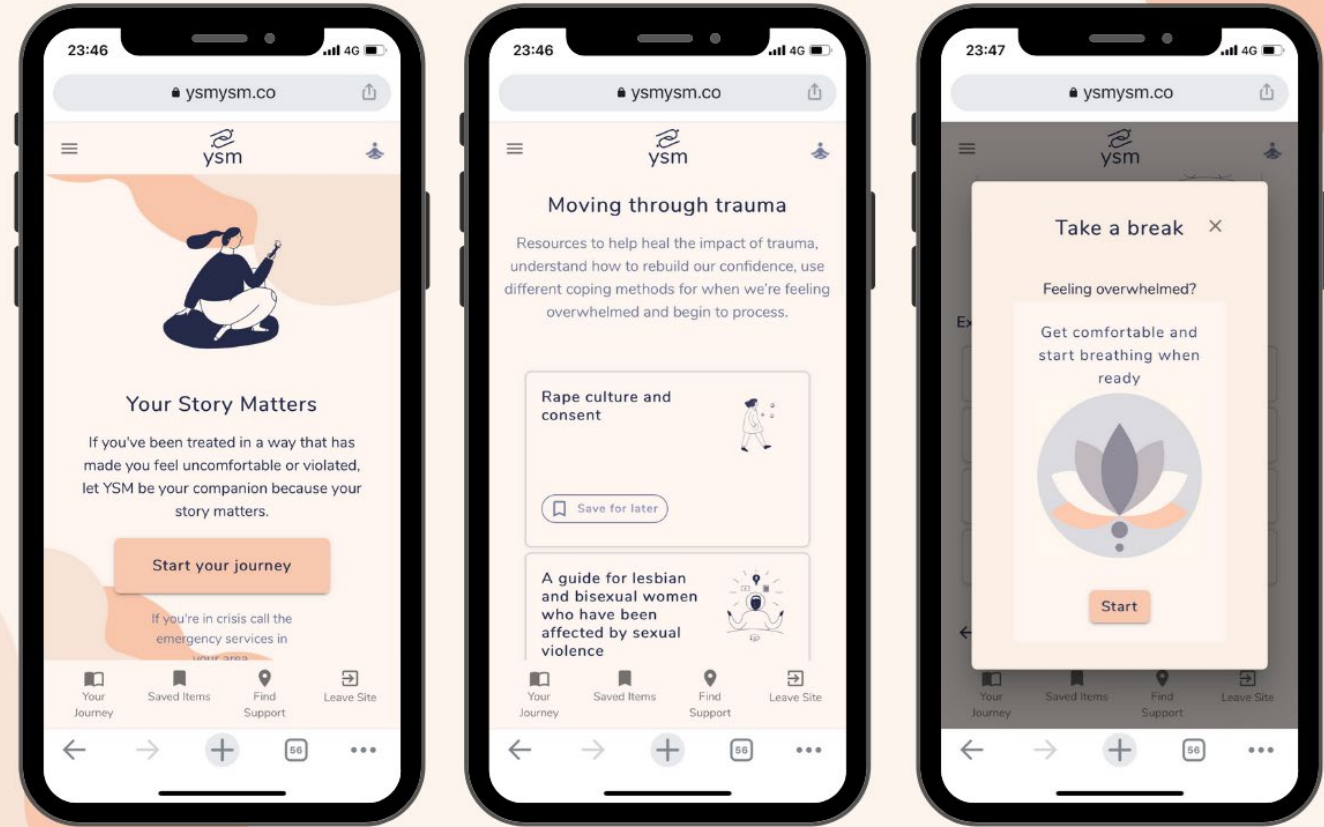 23:46
4G
ysmysm.co
ysm
Your Story Matters
If you've been treated in a way that has
made you feel uncomfortable or violated,
let YSM be your companion because your
story matters.
Start your journey
If you're in crisis call the
emergency services in
your area
Your
Journey
Saved Items
Find
Support
Leave Site
56
23:46
4G
ysmysm.co
ysm
Moving through trauma
Resources to help heal the impact of trauma,
understand how to rebuild our confidence, use
different coping methods for when we're feeling
overwhelmed and begin to process.
Rape culture and
consent
Save for later
A guide for lesbian
and bisexual women
who have been
affected by sexual
violence
Your
Journey
Saved Items
Find
Support
Leave Site
56
23:47
4G
ysmysm.co
ysm
Take a break
Feeling overwhelmed?
Ex
Get comfortable and
start breathing when
ready
Start
Your
Journey
Saved Items
Find
Support
Leave Site
56